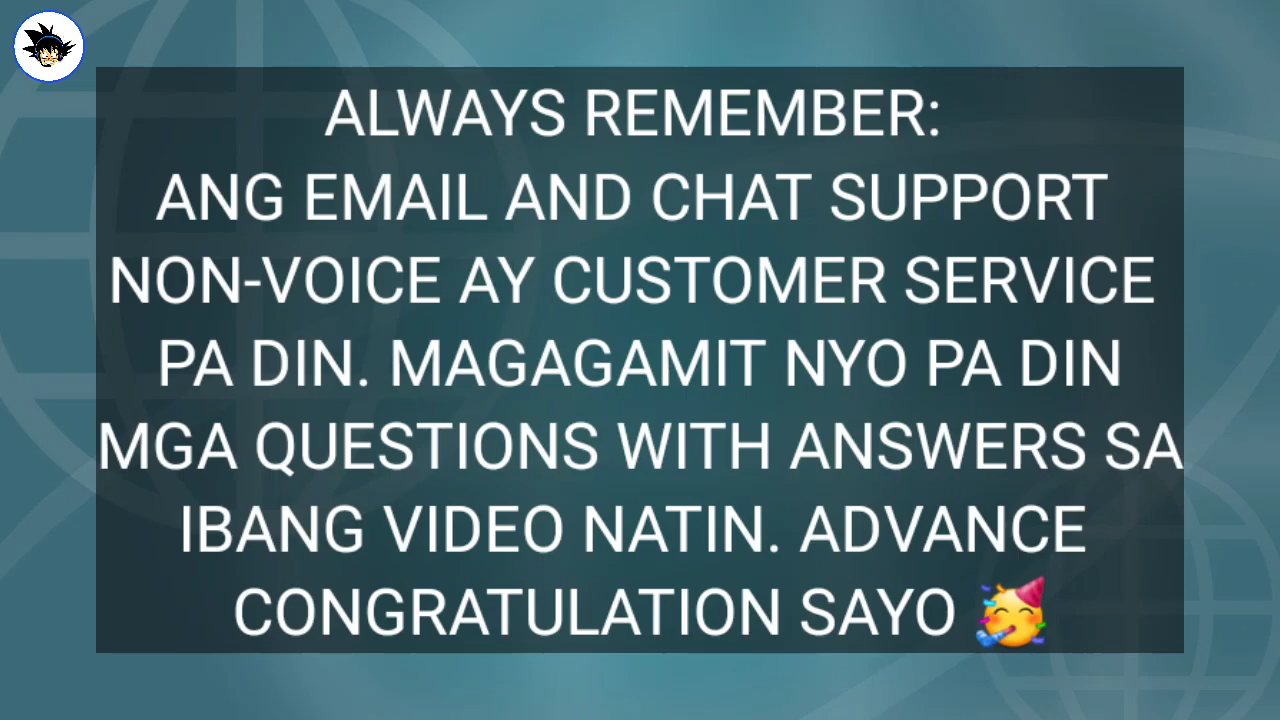 ALWAYS REMEMBER:
ANG EMAIL AND CHAT SUPPORT
NON-VOICE AY CUSTOMER SERVICE
PA DIN. MAGAGAMIT NYO PA DIN
MGA QUESTIONS WITH ANSWERS SA
IBANG VIDEO NATIN. ADVANCE
CONGRATULATION SAYO 🥳